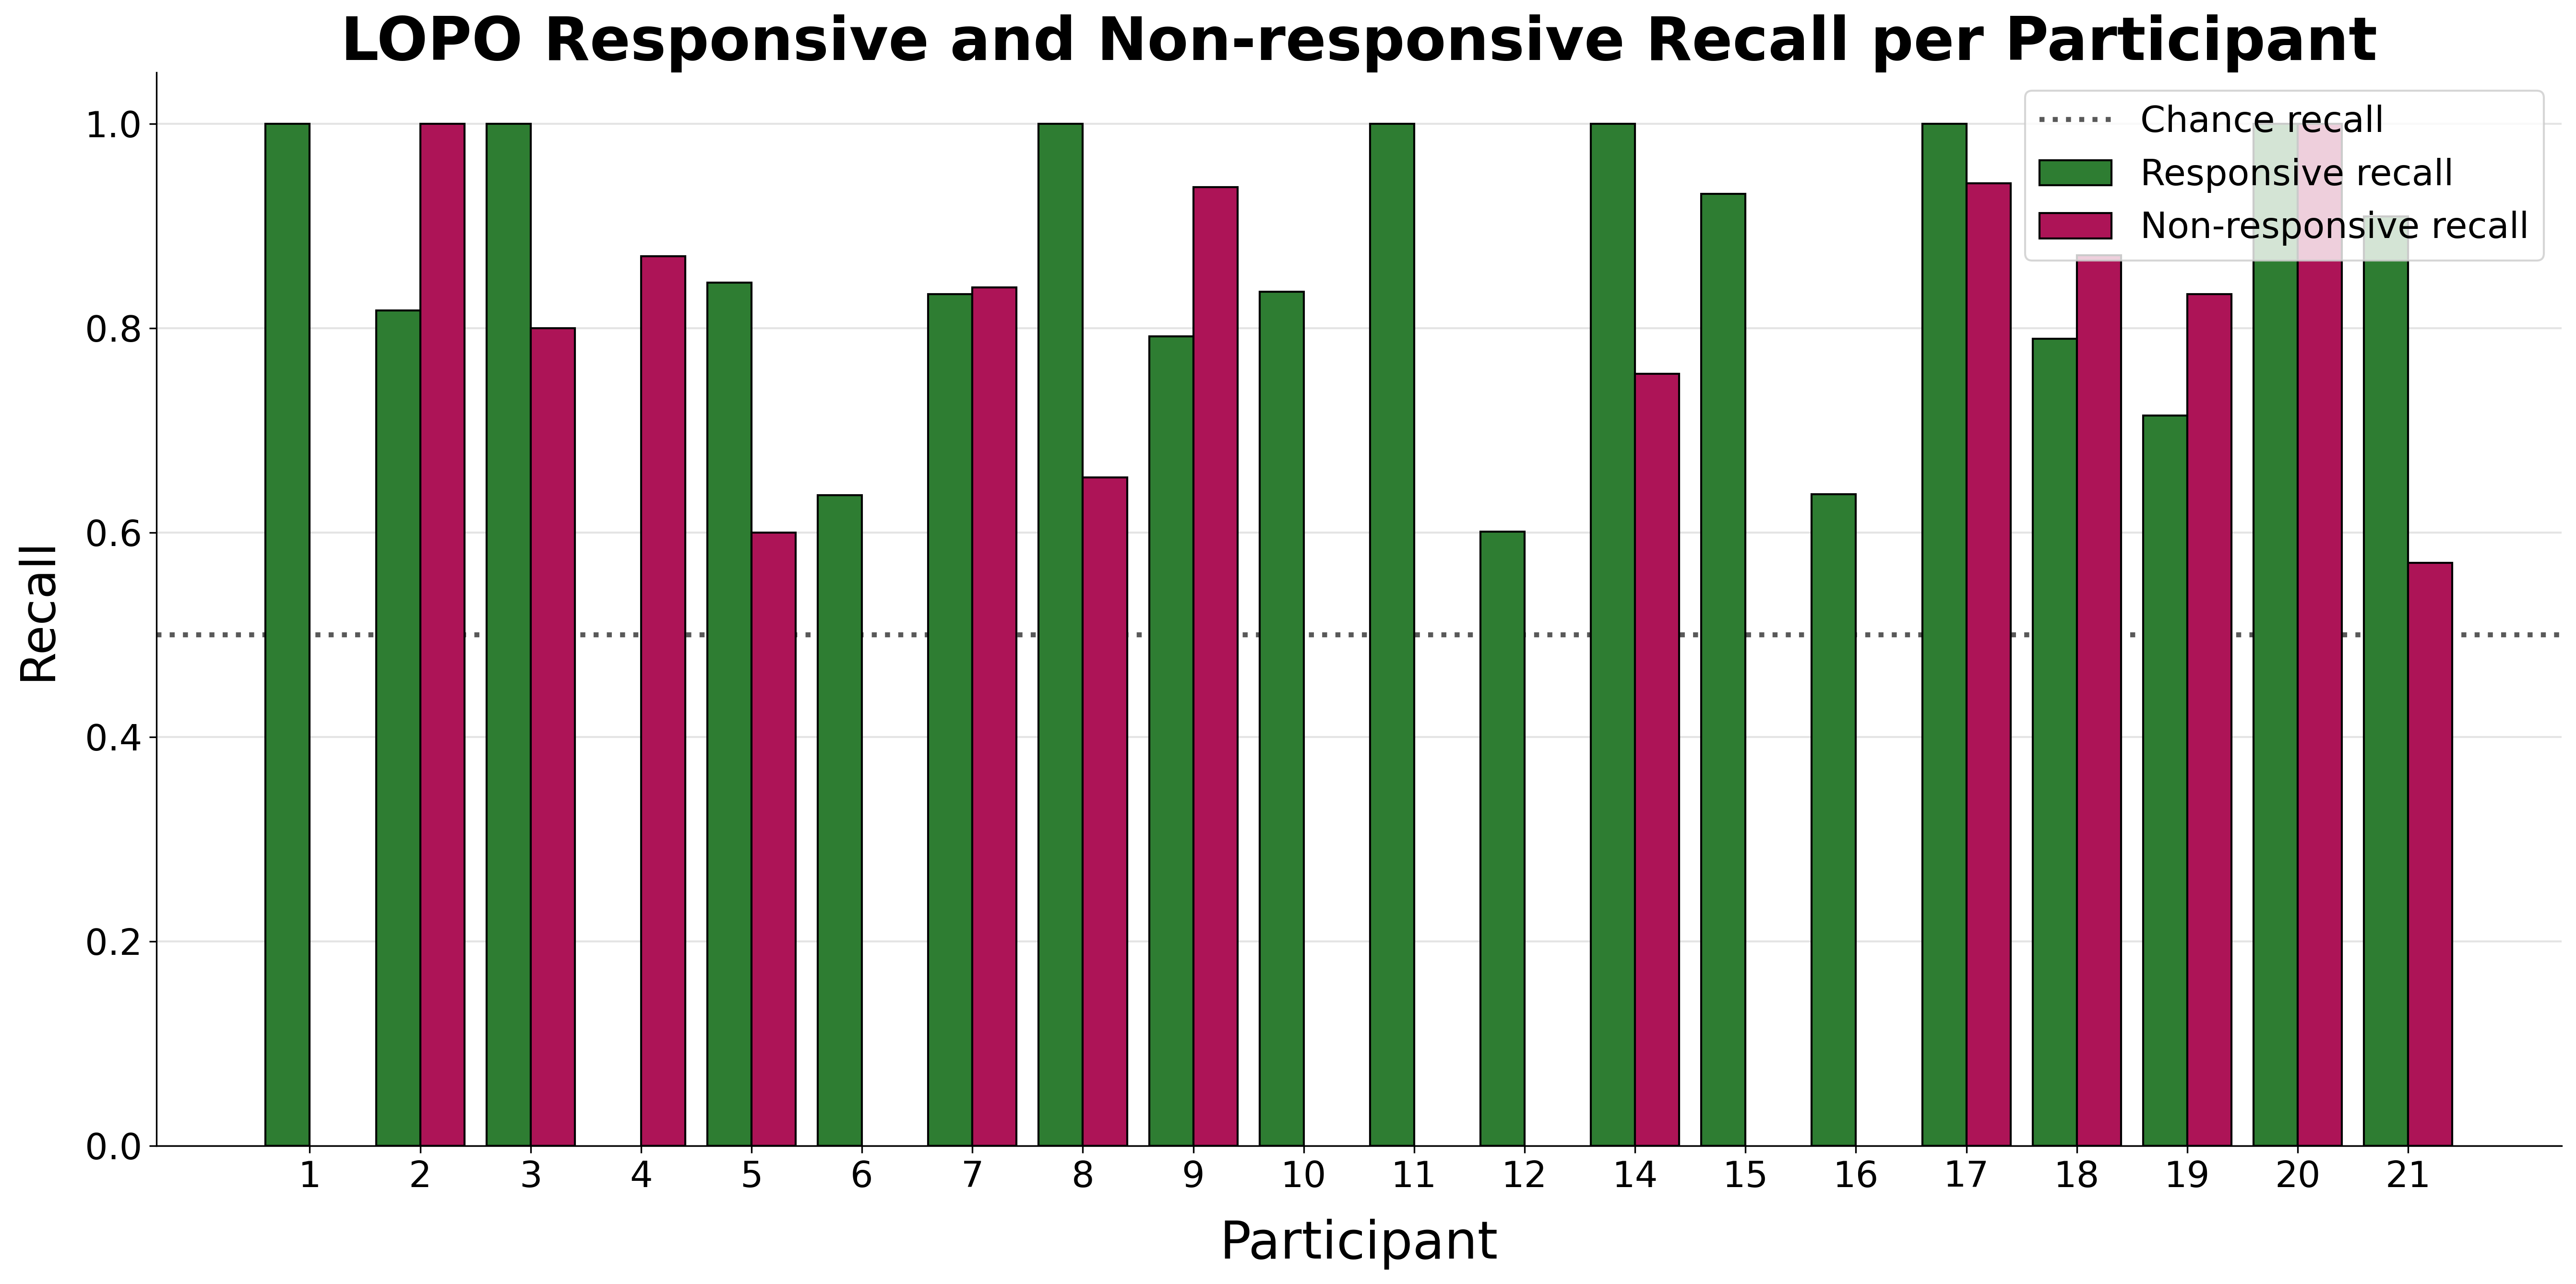 LOPO Responsive and Non-responsive Recall per Participant
Chance recall
Responsive recall
Non-responsive recall
Recall
1.0
0.8
0.6
0.4
0.2
0.0
1 2 3 4 5 6 7 8 9 10 11 12 14 15 16 17 18 19 20 21
Participant